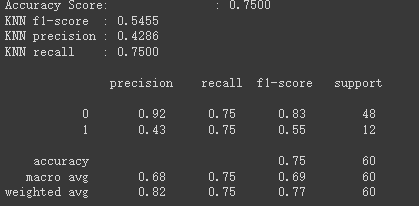 Accuracy Score: : 0.7500
KNN f1-score : 0.5455
KNN precision : 0.4286
KNN recall : 0.7500
precision recall f1-score support
0 0.92 0.75 0.83 48
1 0.43 0.75 0.55 12
accuracy 0.75 60
macro avg 0.68 0.75 0.69 60
weighted avg 0.82 0.75 0.77 60